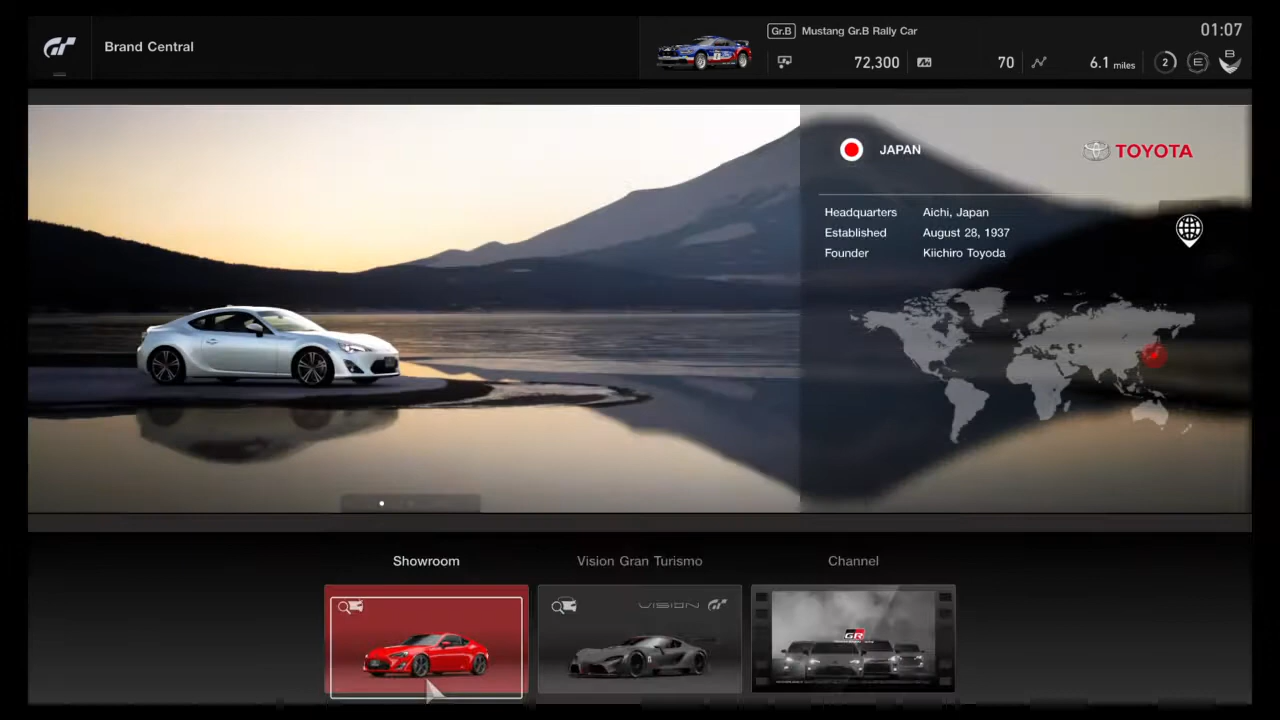 Brand Central
Gr.B Mustang Gr.B Rally Car
01:07
72,300
70
6.1 miles
2
E
B
JAPAN
TOYOTA
Headquarters Aichi, Japan
Established August 28, 1937
Founder Kiichiro Toyoda
Showroom
Vision Gran Turismo
Channel
VISION
GR